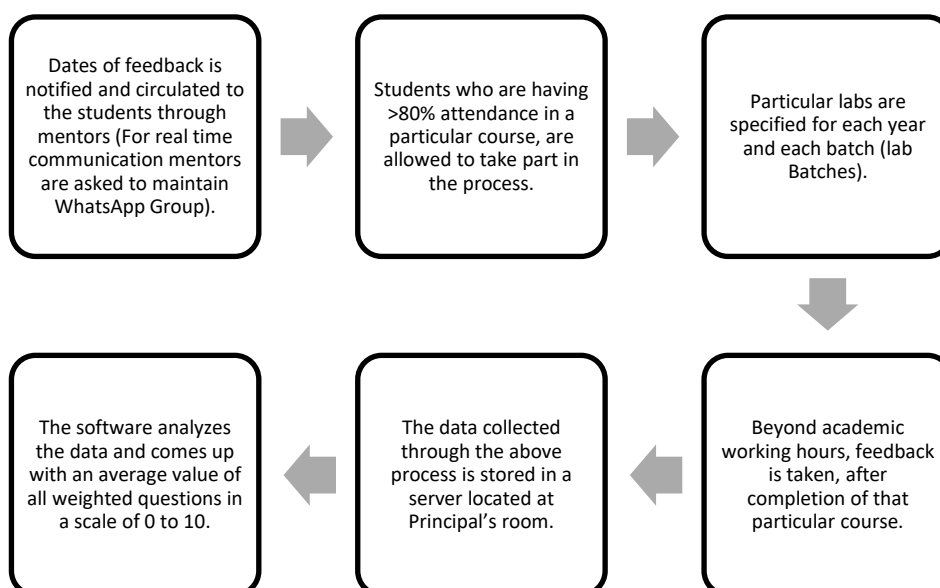 Dates of feedback is
notified and circulated to
the students through
mentors (For real time
communication mentors
are asked to maintain
WhatsApp Group).
Students who are having
>80% attendance in a
particular course, are
allowed to take part in
the process.
Particular labs are
specified for each year
and each batch (lab
Batches).
Beyond academic
working hours, feedback
is taken, after
completion of that
particular course.
The data collected
through the above
process is stored in a
server located at
Principal’s room.
The software analyzes
the data and comes up
with an average value of
all weighted questions in
a scale of 0 to 10.